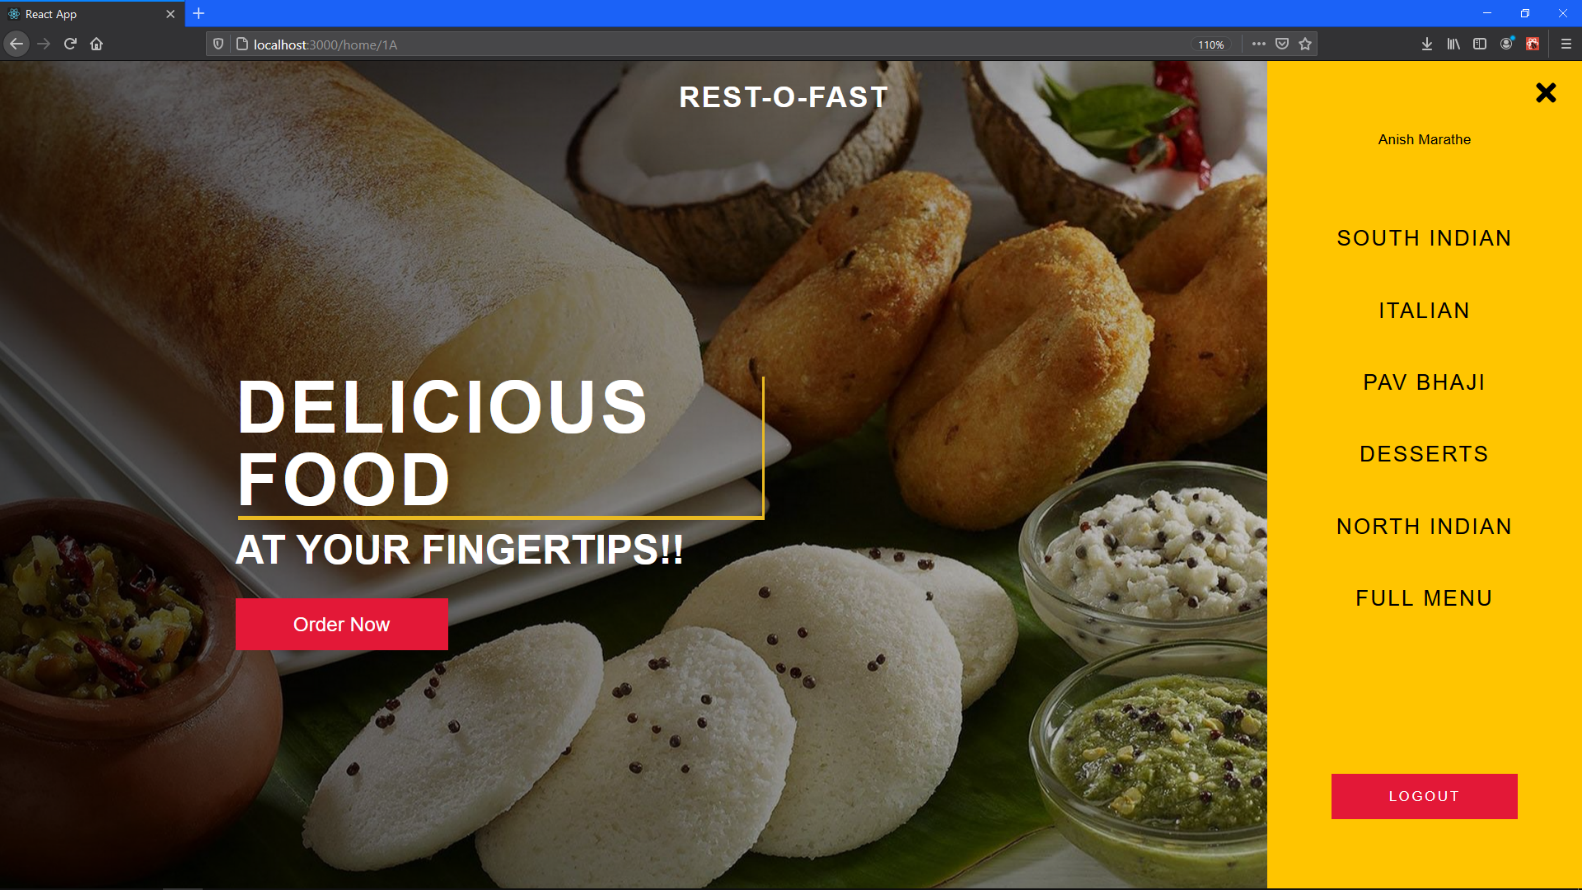 React App
localhost:3000/home/1A
110%
REST-O-FAST
Anish Marathe
SOUTH INDIAN
ITALIAN
PAV BHAJI
DESSERTS
NORTH INDIAN
FULL MENU
LOGOUT
DELICIOUS
FOOD
AT YOUR FINGERTIPS!!
Order Now